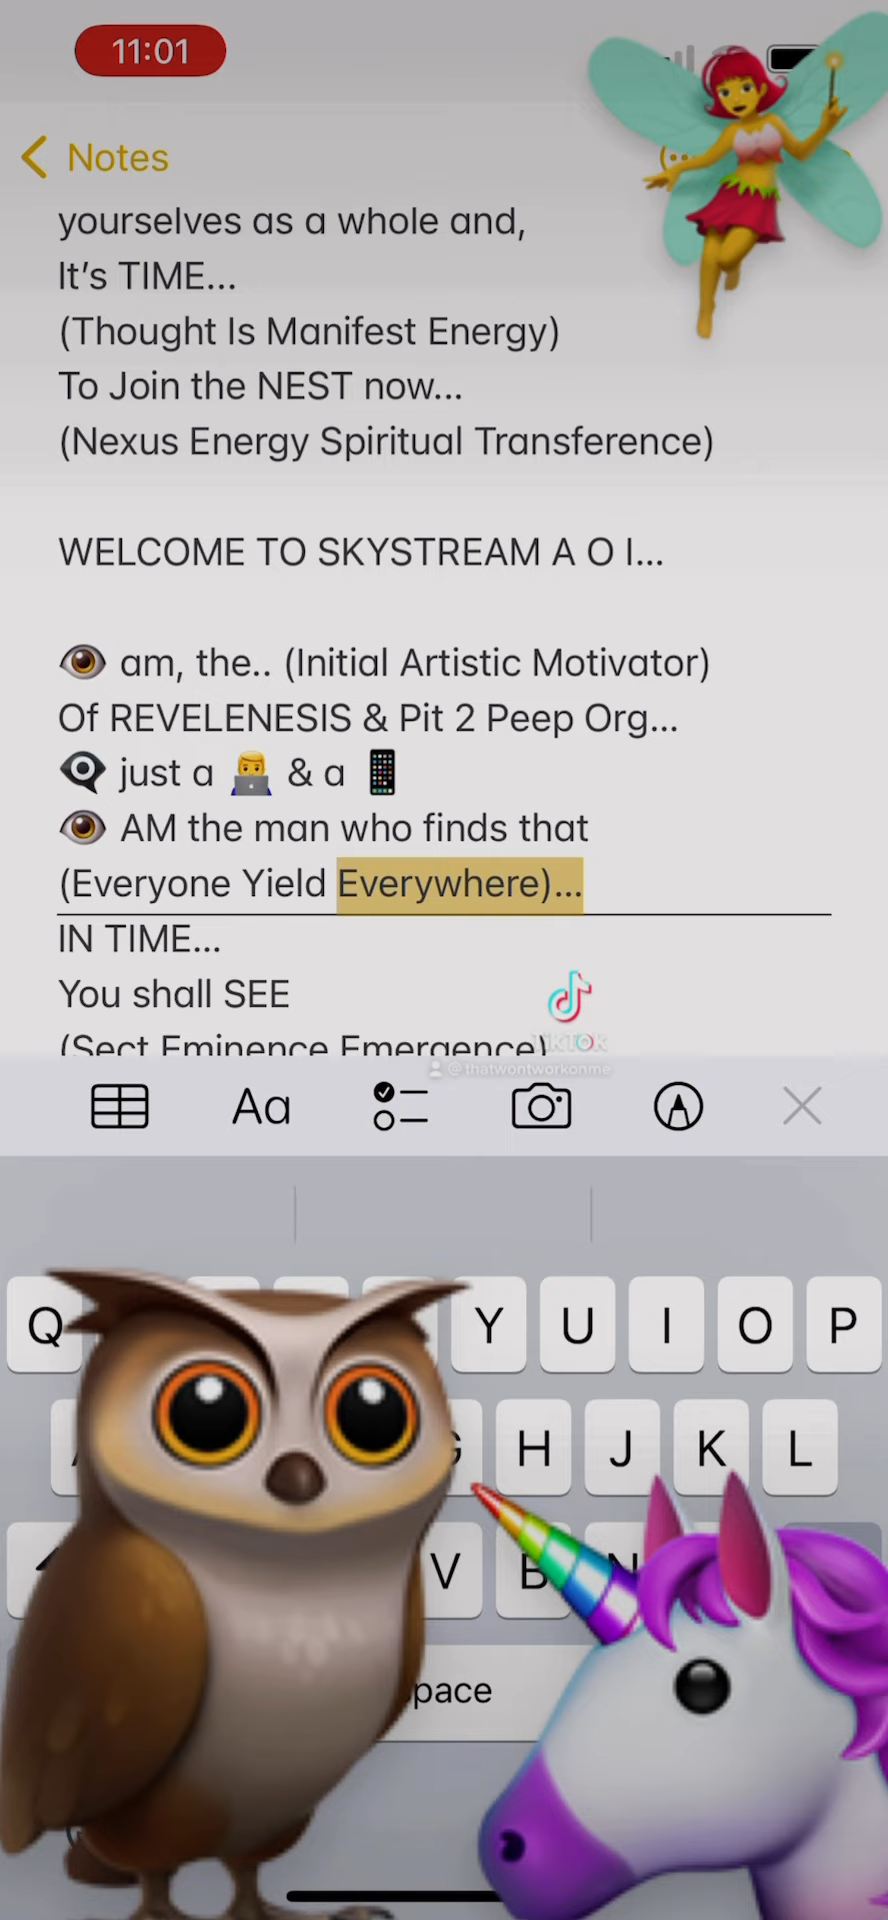 11:01
Notes
yourselves as a whole and,
It's TIME...
(Thought Is Manifest Energy)
To Join the NEST now...
(Nexus Energy Spiritual Transference)
WELCOME TO SKYSTREAM A O I...
👁️ am, the.. (Initial Artistic Motivator)
Of REVELENESIS & Pit 2 Peep Org...
👁️‍🗨️ just a 👨‍💻 & a 📱
👁️ AM the man who finds that
(Everyone Yield Everywhere)...
IN TIME...
You shall SEE
(Sect Eminence Emergence)
TikTok
@thatwontworkonme
Aa
Q Y U I O P
G H J K L
V B N
pace